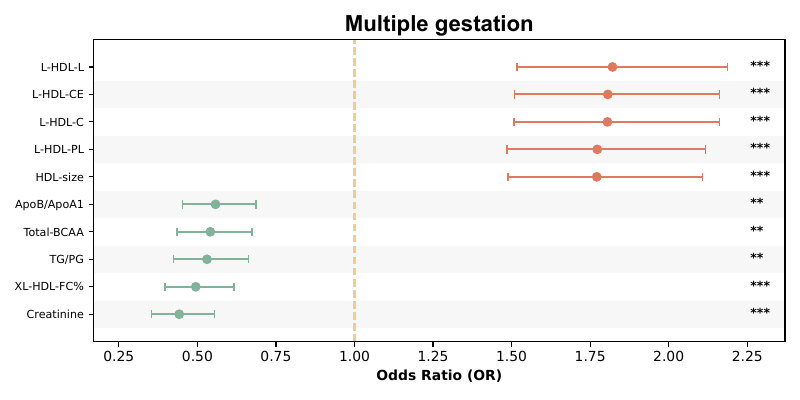 Multiple gestation
L-HDL-L ***
L-HDL-CE ***
L-HDL-C ***
L-HDL-PL ***
HDL-size ***
ApoB/ApoA1 **
Total-BCAA **
TG/PG **
XL-HDL-FC% ***
Creatinine ***
0.25 0.50 0.75 1.00 1.25 1.50 1.75 2.00 2.25
Odds Ratio (OR)